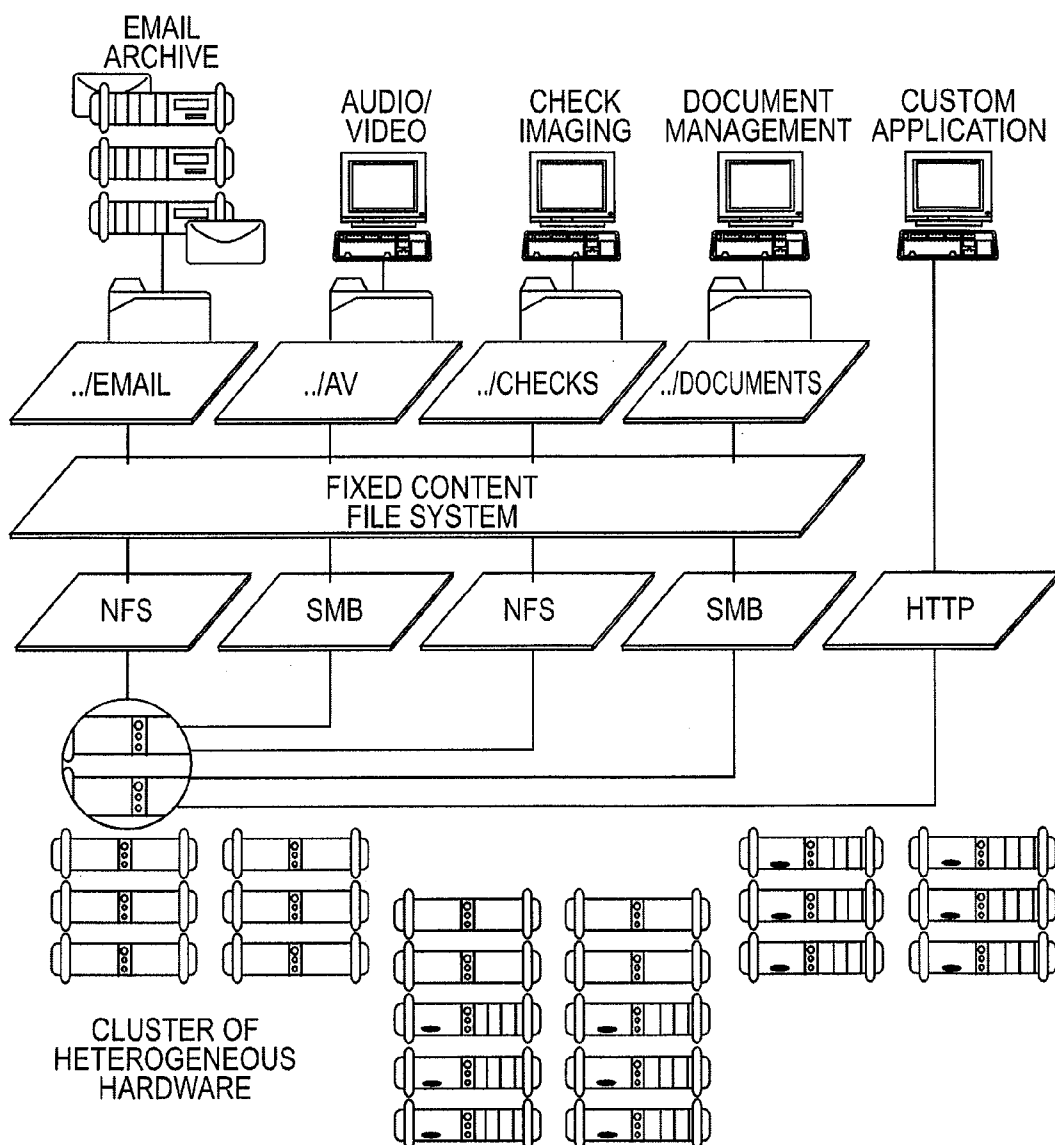 EMAIL
ARCHIVE
AUDIO/
VIDEO
CHECK
IMAGING
DOCUMENT
MANAGEMENT
CUSTOM
APPLICATION
../EMAIL
../AV
../CHECKS
../DOCUMENTS
FIXED CONTENT
FILE SYSTEM
NFS
SMB
NFS
SMB
HTTP
CLUSTER OF
HETEROGENEOUS
HARDWARE